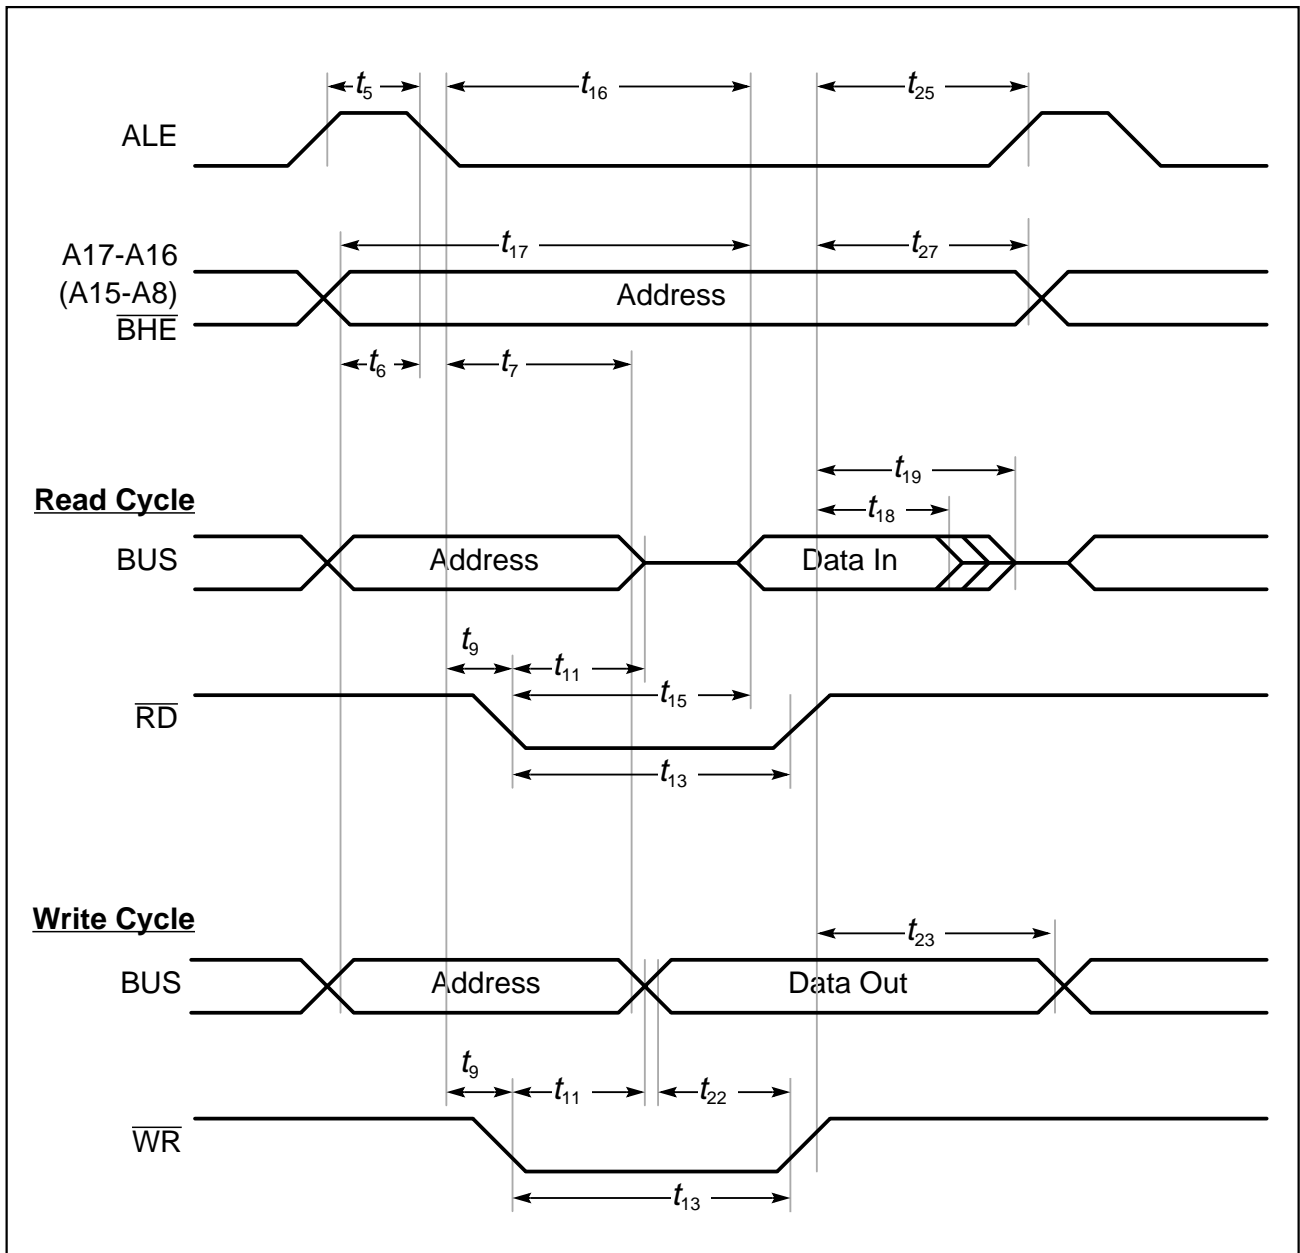 t5
t16
t25
ALE
A17-A16
(A15-A8)
BHE
t17
t27
Address
t6
t7
t19
Read Cycle
t18
BUS
Address
Data In
t9
t11
t15
RD
t13
Write Cycle
t23
BUS
Address
Data Out
t9
t11
t22
WR
t13